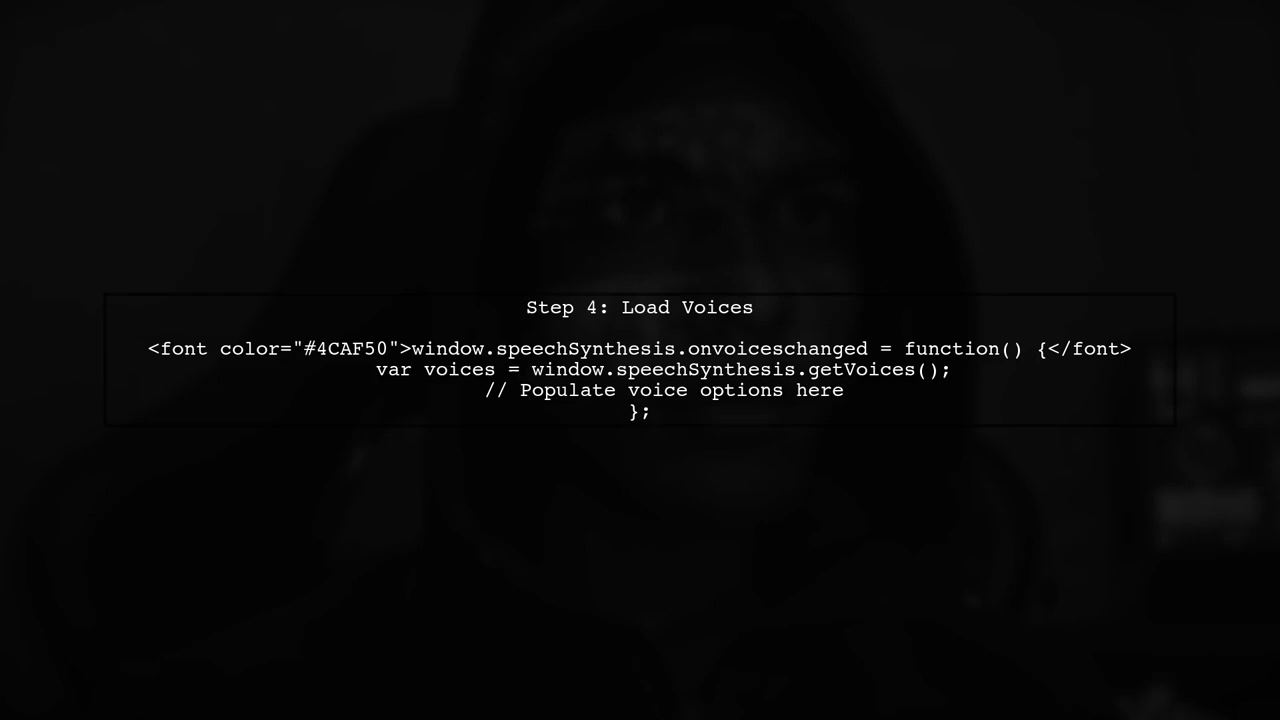 Step 4: Load Voices
<font color="#4CAF50">window.speechSynthesis.onvoiceschanged = function() {</font>
var voices = window.speechSynthesis.getVoices();
// Populate voice options here
};